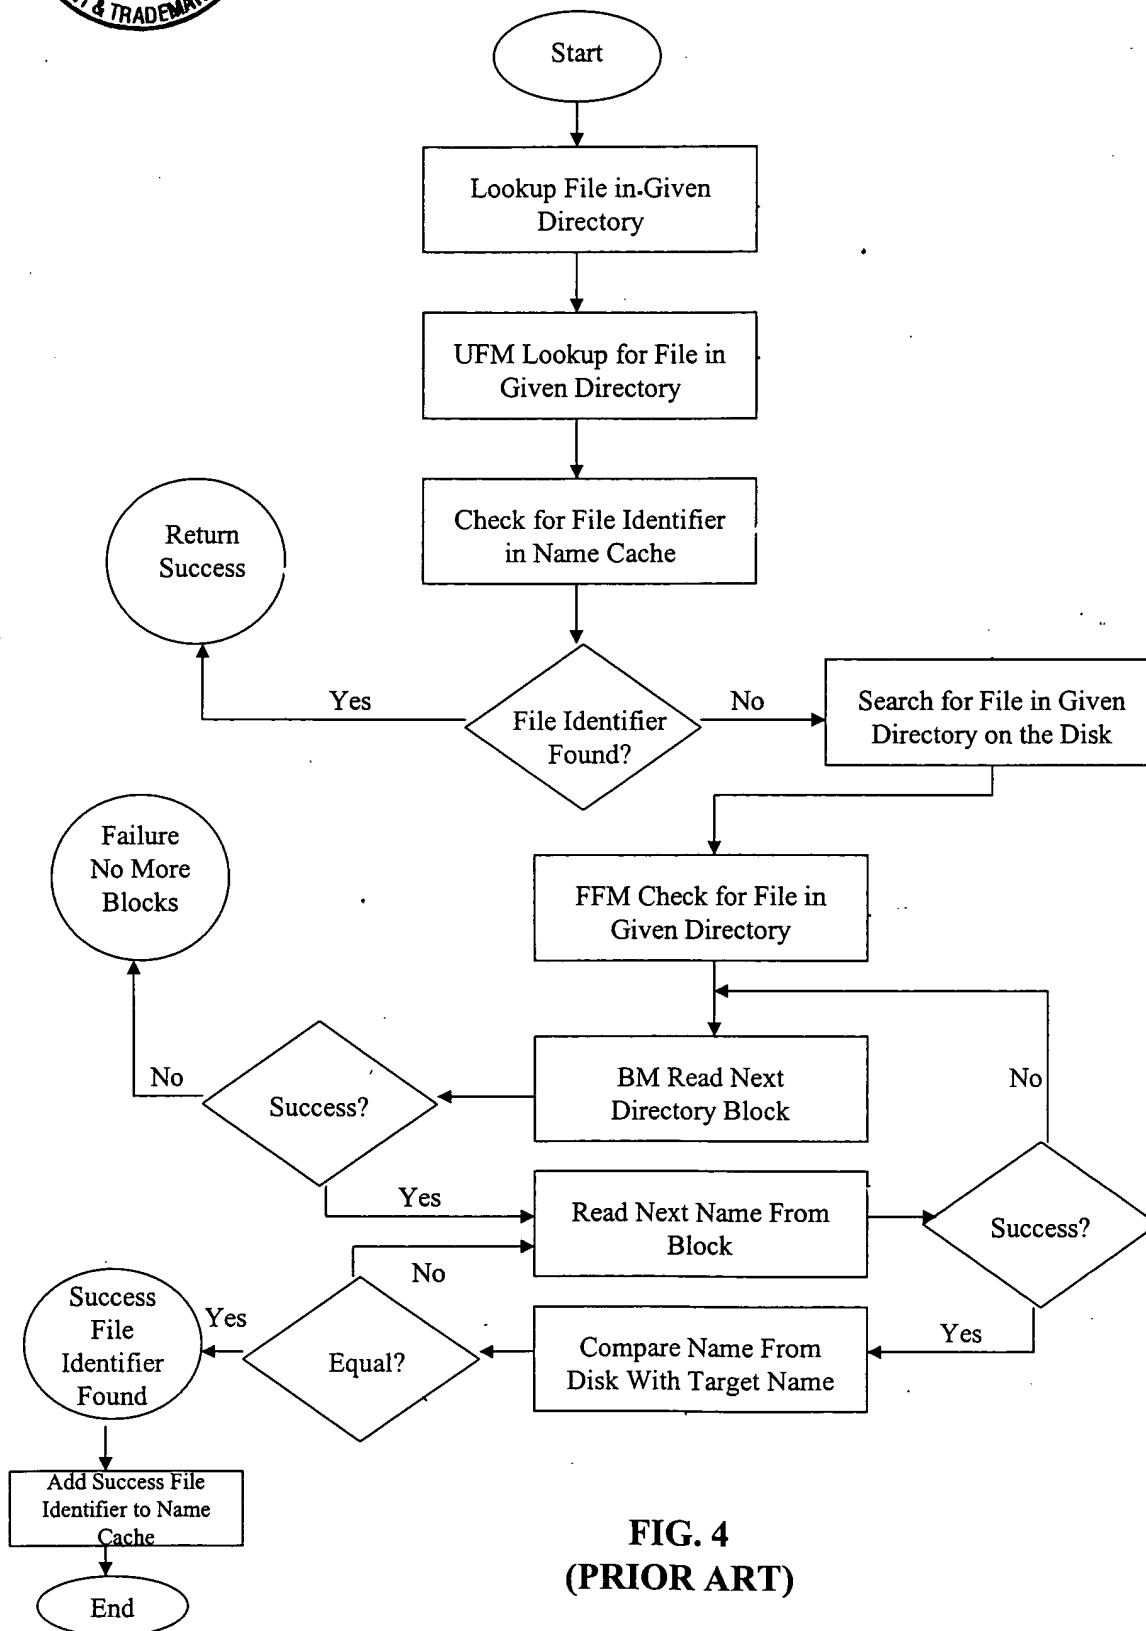 & TRADEMAR
Start
Lookup File in Given
Directory
UFM Lookup for File in
Given Directory
Check for File Identifier
in Name Cache
Return
Success
Yes
File Identifier
Found?
No
Search for File in Given
Directory on the Disk
Failure
No More
Blocks
FFM Check for File in
Given Directory
No
Success?
BM Read Next
Directory Block
No
Yes
Read Next Name From
Block
Success?
No
Success
File
Identifier
Found
Yes
Equal?
Compare Name From
Disk With Target Name
Yes
Add Success File
Identifier to Name
Cache
End
FIG. 4
(PRIOR ART)